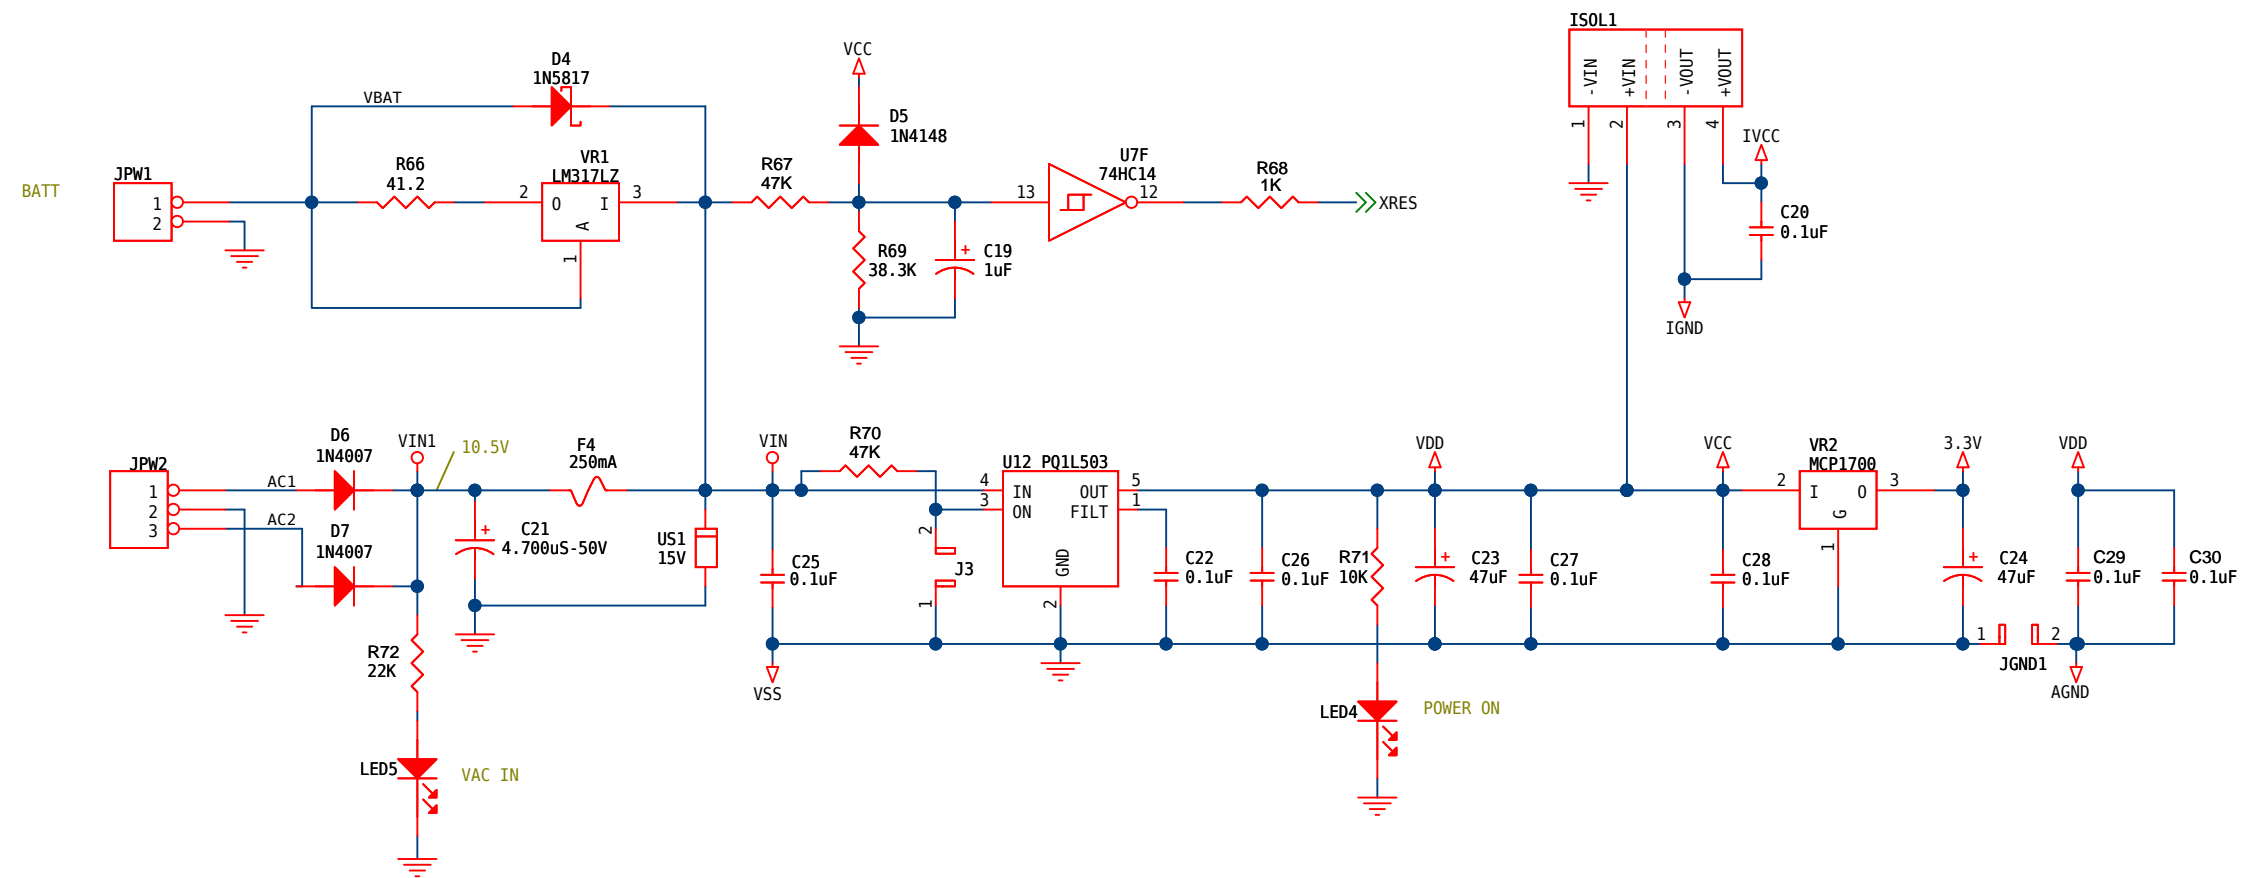 ISOL1
-VIN
+VIN
-VOUT
+VOUT
1
2
3
4
IVCC
C20
0.1uF
IGND
D4
1N5817
VBAT
VCC
D5
1N4148
BATT
JPW1
1
2
R66
41.2
VR1
LM317LZ
2
O
I
3
A
1
R67
47K
R69
38.3K
+
C19
1uF
U7F
74HC14
13
12
R68
1K
XRES
JPW2
1
2
3
AC1
AC2
D6
1N4007
D7
1N4007
VIN1
10.5V
F4
250mA
+
C21
4.700uS-50V
US1
15V
R72
22K
LED5
VAC IN
VIN
R70
47K
C25
0.1uF
VSS
2
J3
1
U12 PQ1L503
4
IN
OUT
5
3
ON
FILT
1
GND
2
C22
0.1uF
C26
0.1uF
R71
10K
LED4
POWER ON
VDD
+
C23
47uF
C27
0.1uF
VCC
C28
0.1uF
VR2
MCP1700
2
I
O
3
G
1
3.3V
+
C24
47uF
VDD
C29
0.1uF
C30
0.1uF
1
2
JGND1
AGND